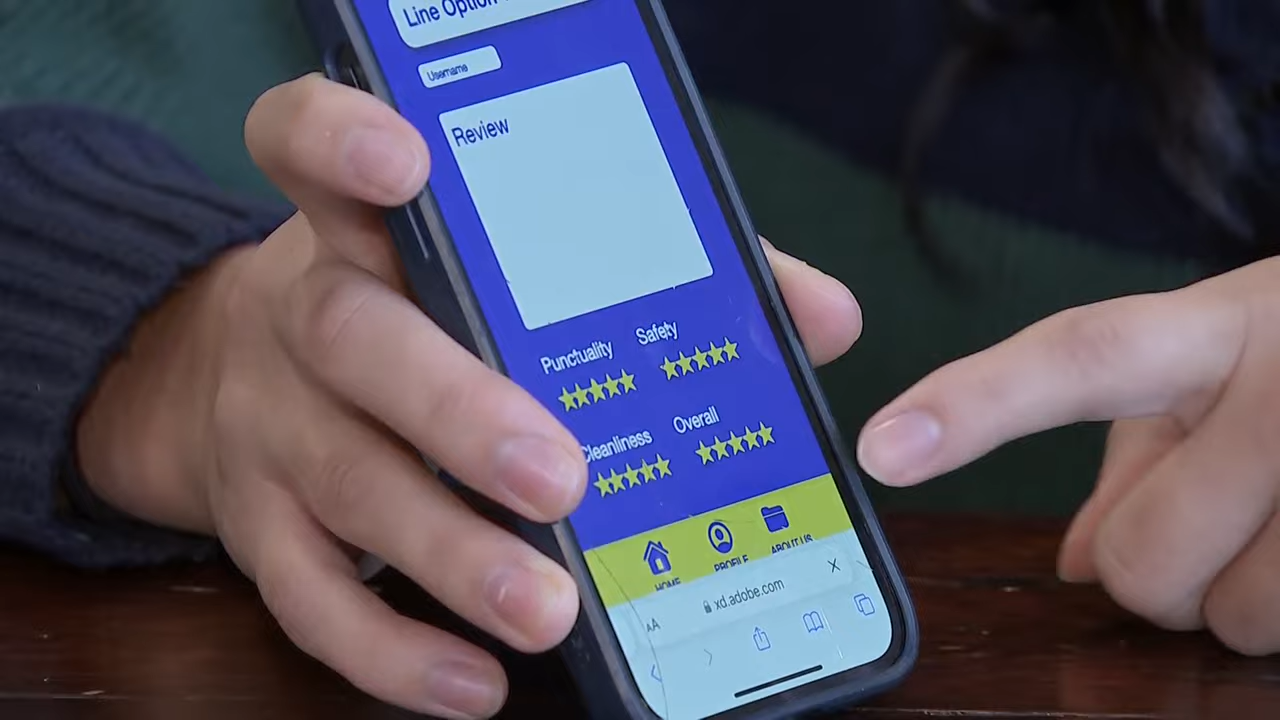 Line Option
Username
Review
Punctuality
Safety
Cleanliness
Overall
HOME
PROFILE
ABOUT US
AA
xd.adobe.com